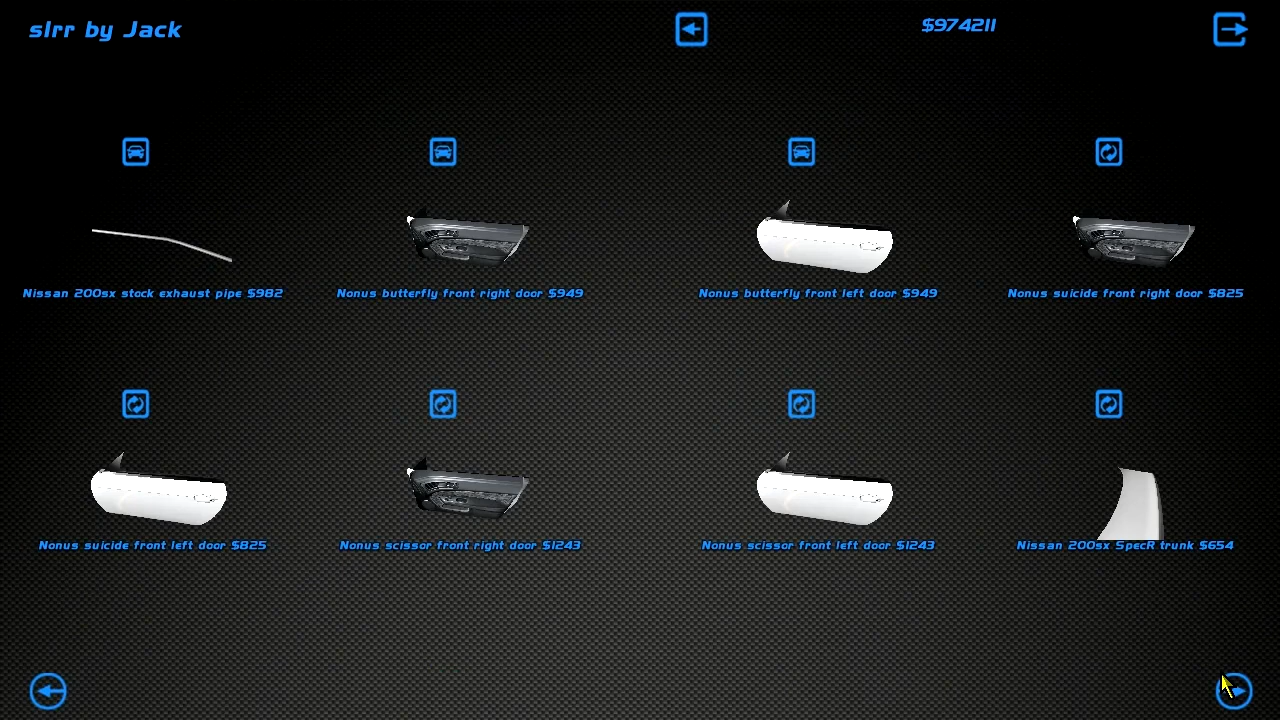 slrr by Jack
$974211
Nissan 200sx stock exhaust pipe $982
Nonus butterfly front right door $949
Nonus butterfly front left door $949
Nonus suicide front right door $825
Nonus suicide front left door $825
Nonus scissor front right door $1243
Nonus scissor front left door $1243
Nissan 200sx SpecR trunk $654